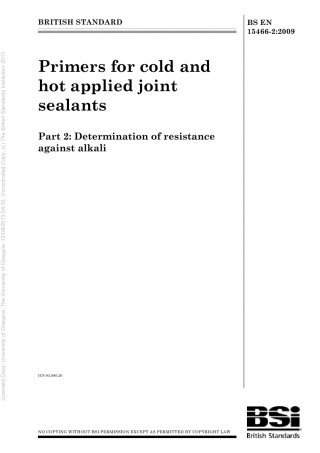 BRITISH STANDARD
BS EN
15466-2:2009
Primers for cold and
hot applied joint
sealants
Part 2: Determination of resistance
against alkali
NO COPYING WITHOUT BSI PERMISSION EXCEPT AS PERMITTED BY COPYRIGHT LAW
BSi
British Standards